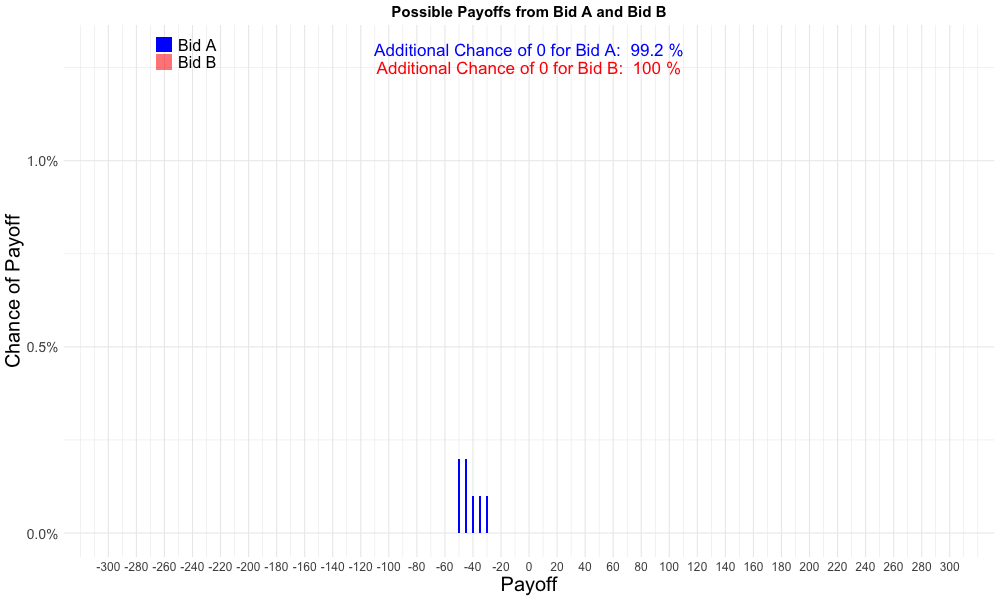 Possible Payoffs from Bid A and Bid B
Bid A
Bid B
Additional Chance of 0 for Bid A: 99.2 %
Additional Chance of 0 for Bid B: 100 %
Chance of Payoff
1.0%
0.5%
0.0%
-300 -280 -260 -240 -220 -200 -180 -160 -140 -120 -100 -80 -60 -40 -20 0 20 40 60 80 100 120 140 160 180 200 220 240 260 280 300
Payoff